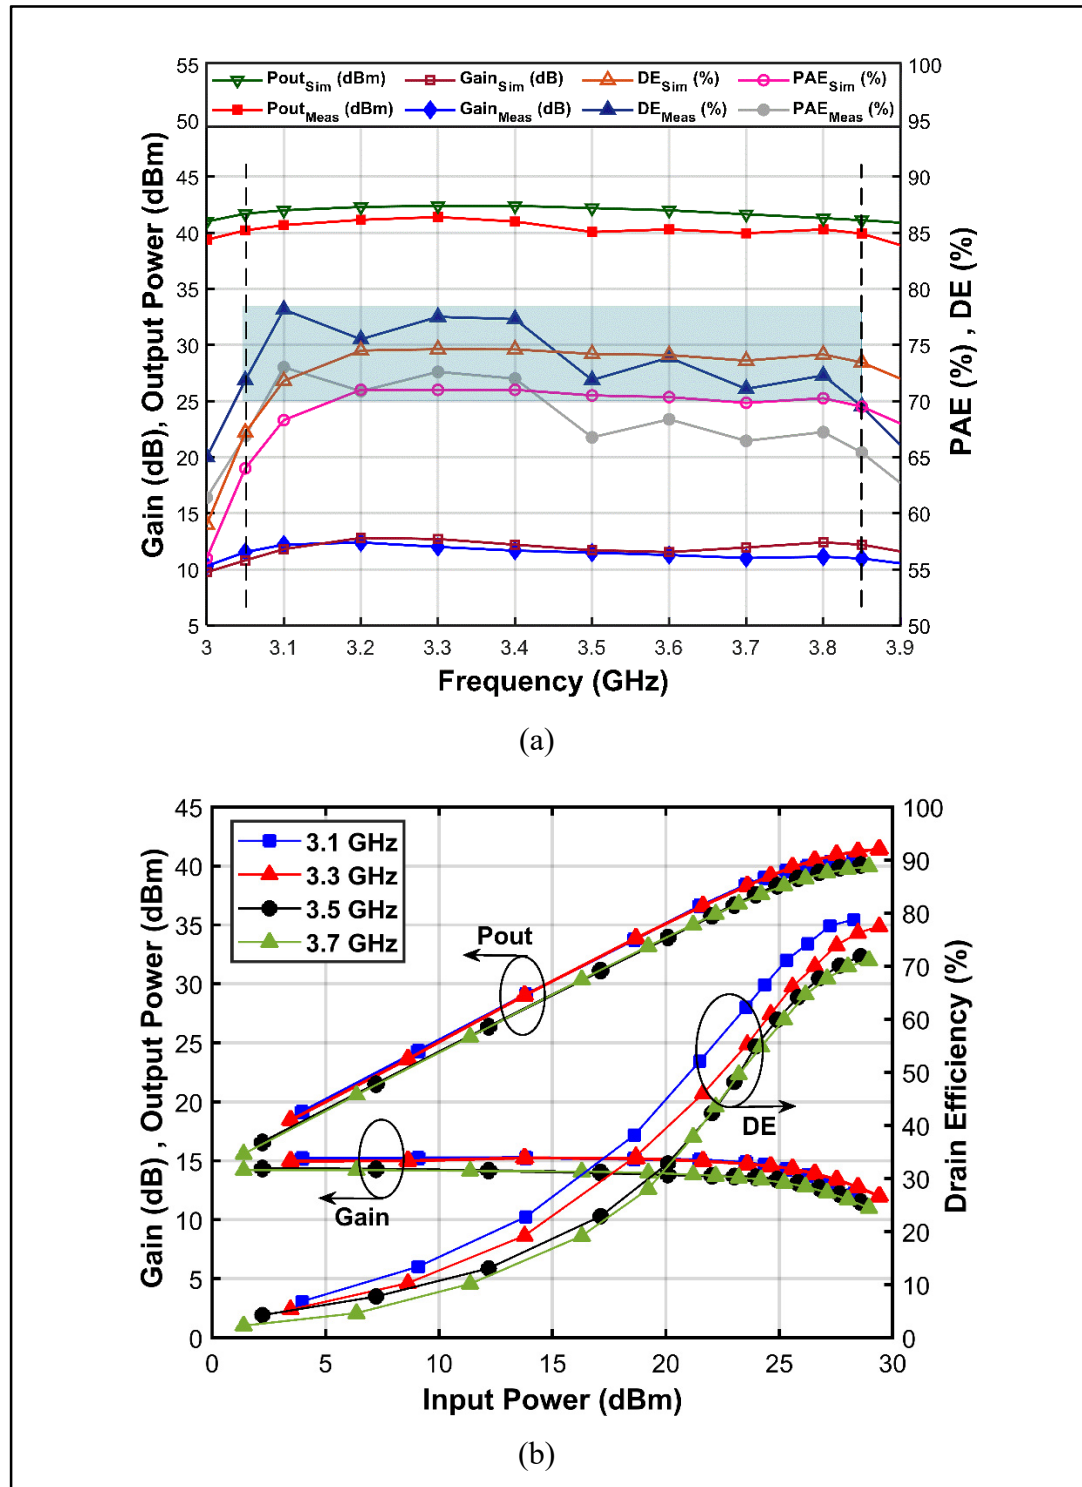 55 100
Pout_Sim (dBm) Gain_Sim (dB) DE_Sim (%) PAE_Sim (%)
Pout_Meas (dBm) Gain_Meas (dB) DE_Meas (%) PAE_Meas (%)
50 95
45 90
40 85
35 80
30 75
25 70
20 65
15 60
10 55
5 50
Gain (dB), Output Power (dBm)
PAE (%) , DE (%)
3 3.1 3.2 3.3 3.4 3.5 3.6 3.7 3.8 3.9
Frequency (GHz)
(a)
45 100
3.1 GHz
3.3 GHz
3.5 GHz
3.7 GHz
40 90
35 80
30 70
25 60
20 50
15 40
10 30
5 20
0 10
0
Pout
DE
Gain
Gain (dB) , Output Power (dBm)
Drain Efficiency (%)
0 5 10 15 20 25 30
Input Power (dBm)
(b)